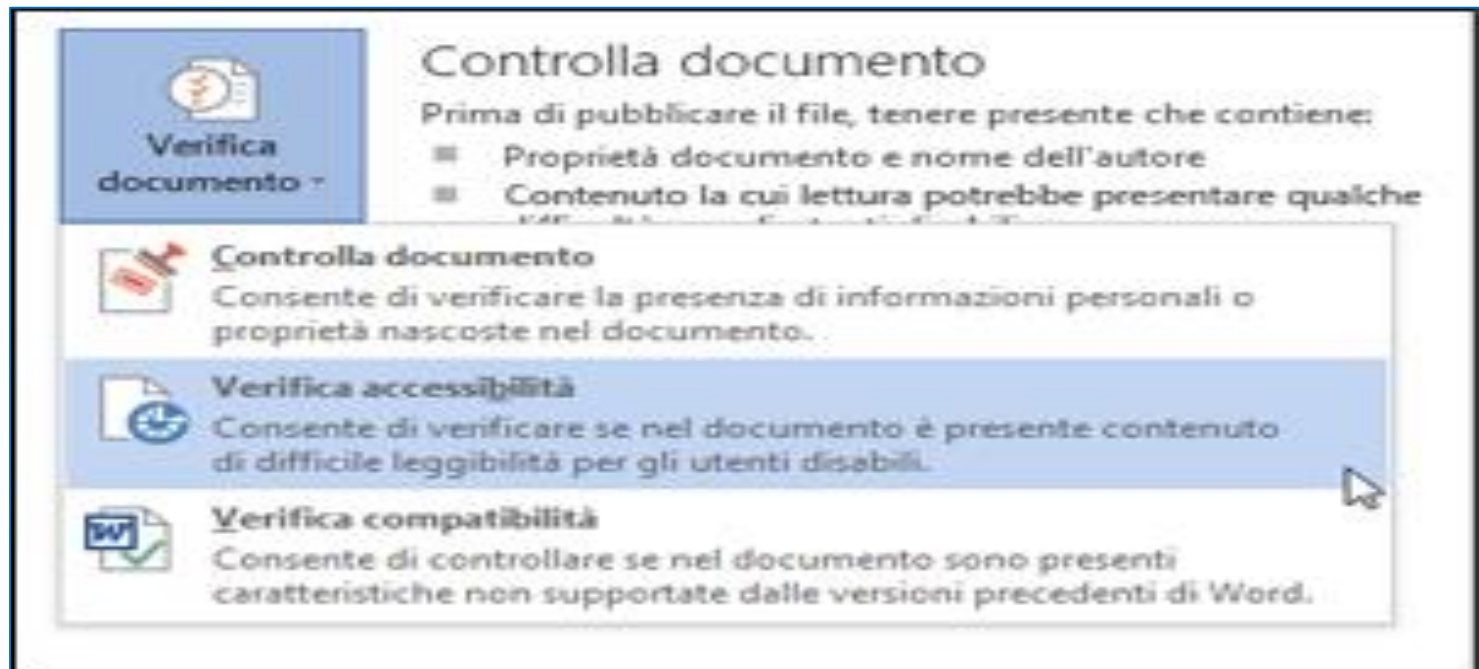 Controlla documento
Prima di pubblicare il file, tenere presente che contiene:
Verifica
documento
Proprietà documento e nome dell'autore
Contenuto la cui lettura potrebbe presentare qualche
Controlla documento
Consente di verificare la presenza di informazioni personali o
proprietà nascoste nel documento.
Verifica accessibilità
Consente di verificare se nel documento è presente contenuto
di difficile leggibilità per gli utenti disabili.
Verifica compatibilità
Consente di controllare se nel documento sono presenti
caratteristiche non supportate dalle versioni precedenti di Word.